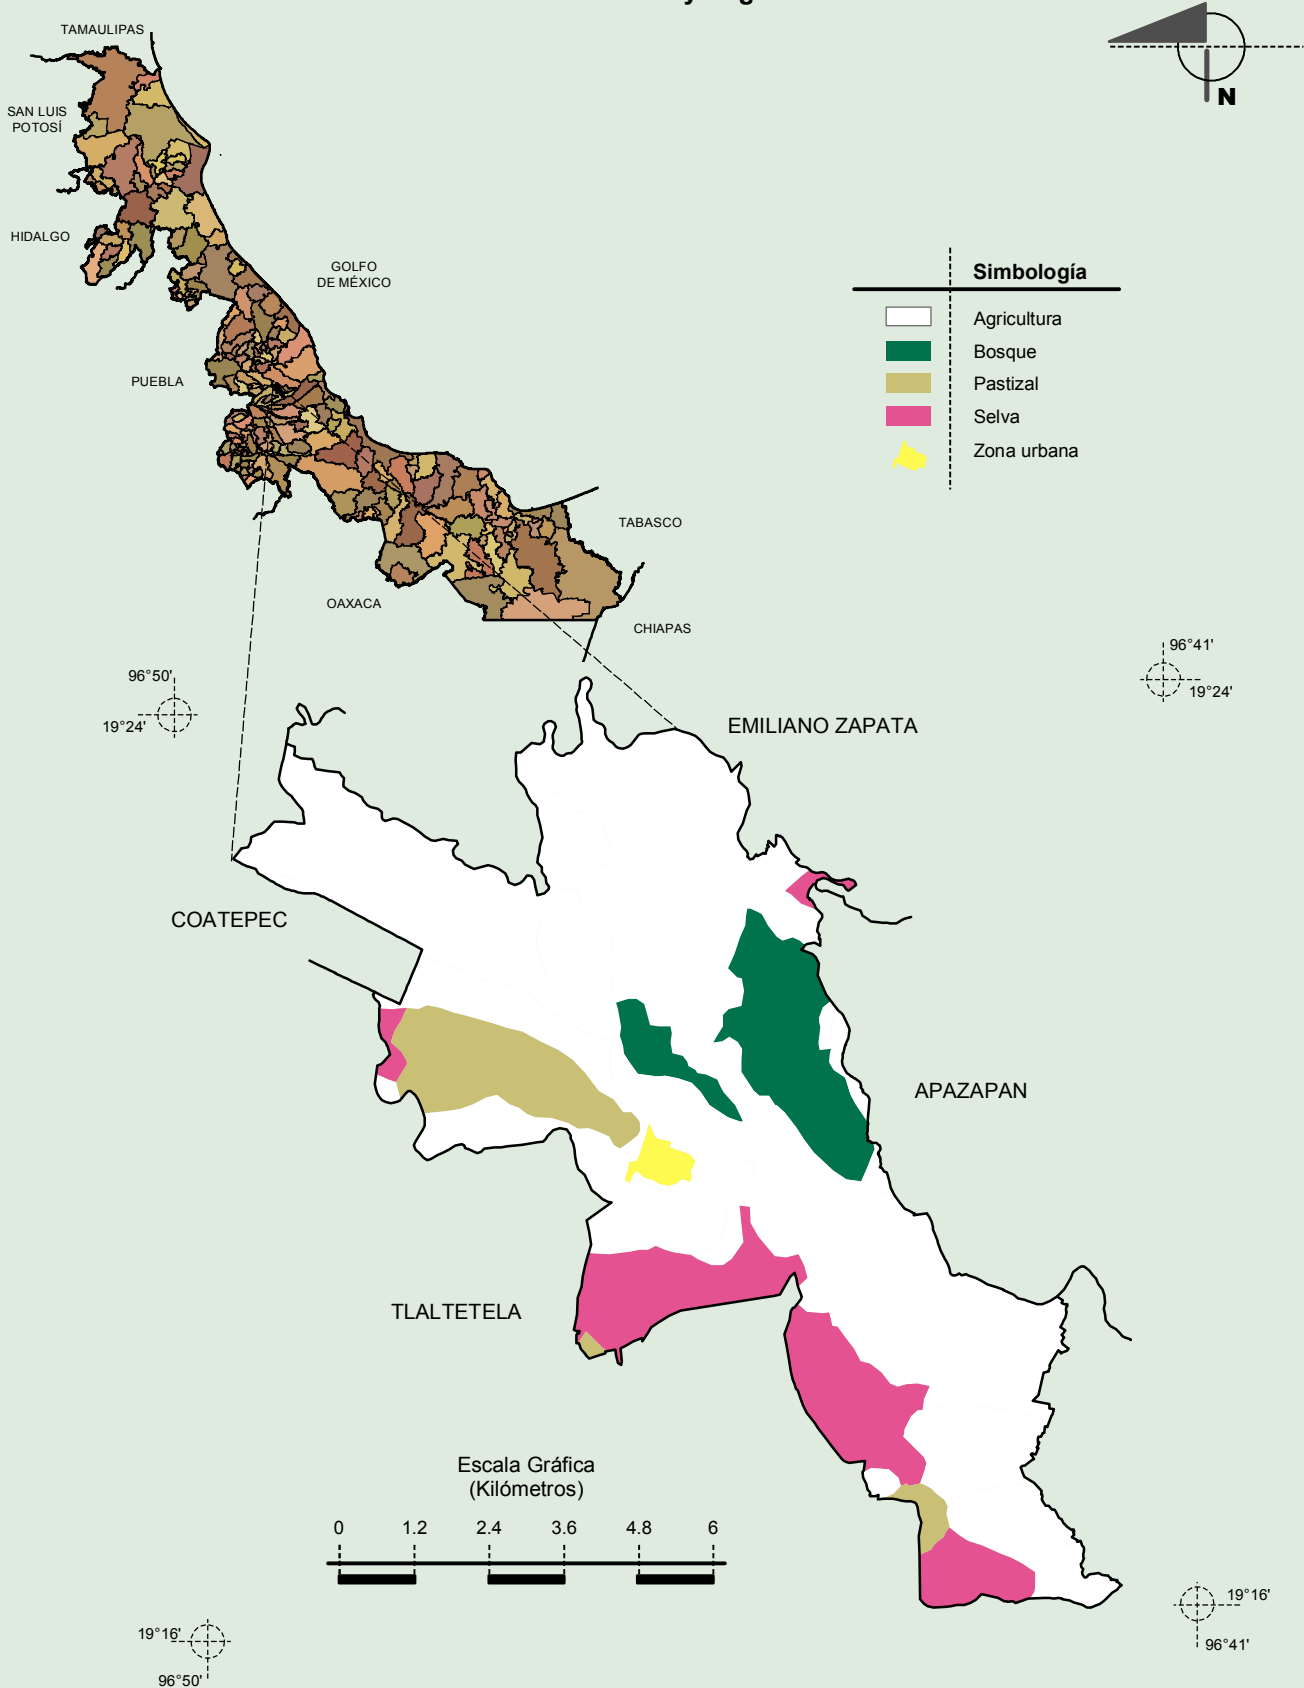 TAMAULIPAS
N
SAN LUIS
POTOSÍ
HIDALGO
GOLFO
DE MÉXICO
PUEBLA
Simbología
Agricultura
Bosque
Pastizal
Selva
Zona urbana
TABASCO
OAXACA
CHIAPAS
96°50'
19°24'
96°41'
19°24'
EMILIANO ZAPATA
COATEPEC
APAZAPAN
TLALTETELA
Escala Gráfica
(Kilómetros)
0 1.2 2.4 3.6 4.8 6
19°16'
96°50'
19°16'
96°41'